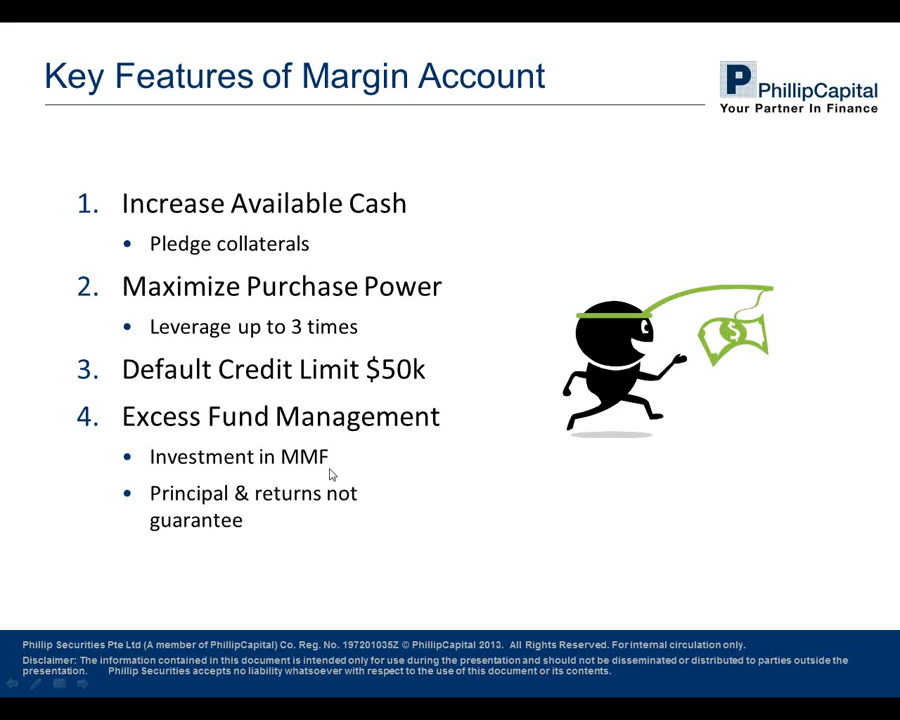 Key Features of Margin Account
P PhillipCapital
Your Partner In Finance
1. Increase Available Cash
• Pledge collaterals
2. Maximize Purchase Power
• Leverage up to 3 times
3. Default Credit Limit $50k
4. Excess Fund Management
• Investment in MMF
• Principal & returns not
guarantee
$
Phillip Securities Pte Ltd (A member of PhillipCapital) Co. Reg. No. 197201035Z © PhillipCapital 2013. All Rights Reserved. For internal circulation only.
Disclaimer: The information contained in this document is intended only for use during the presentation and should not be disseminated or distributed to parties outside the
presentation. Phillip Securities accepts no liability whatsoever with respect to the use of this document or its contents.